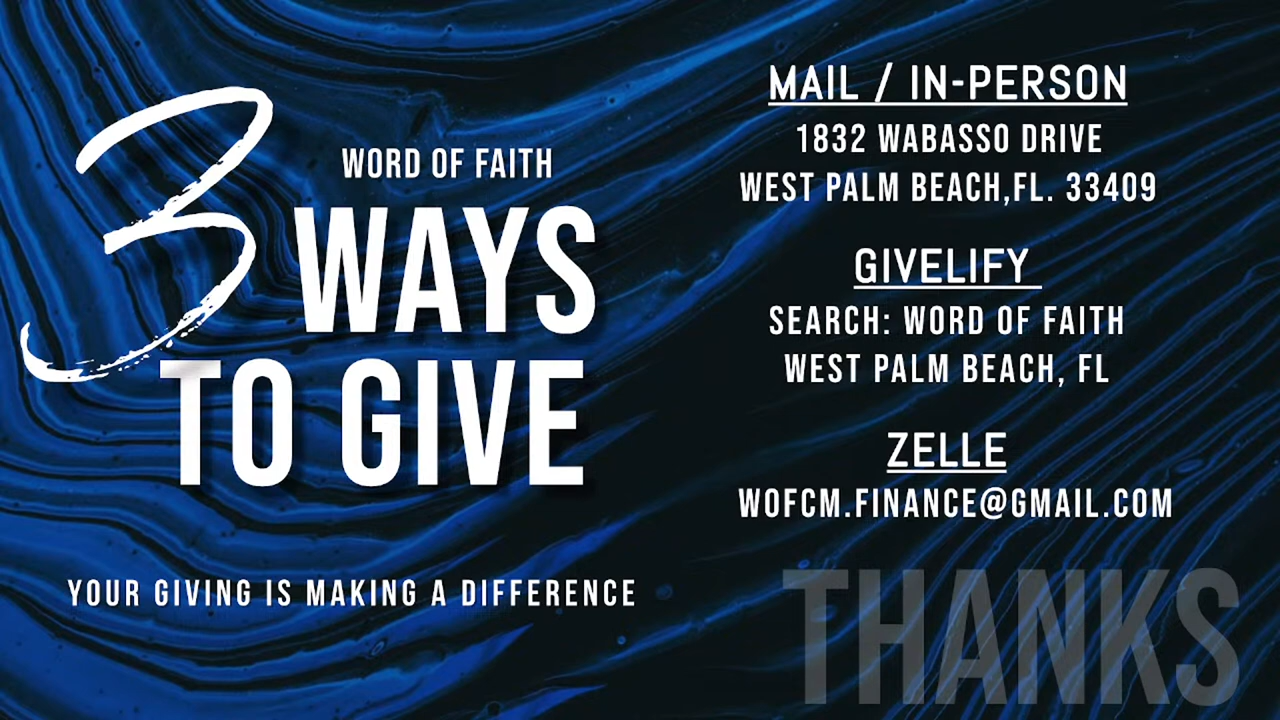 3
WORD OF FAITH
WAYS
TO GIVE
YOUR GIVING IS MAKING A DIFFERENCE
MAIL / IN-PERSON
1832 WABASSO DRIVE
WEST PALM BEACH,FL. 33409
GIVELIFY
SEARCH: WORD OF FAITH
WEST PALM BEACH, FL
ZELLE
WOFCM.FINANCE@GMAIL.COM
THANKS